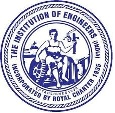 THE INSTITUTION OF ENGINEERS (INDIA)
INCORPORATED BY ROYAL CHARTER 1935